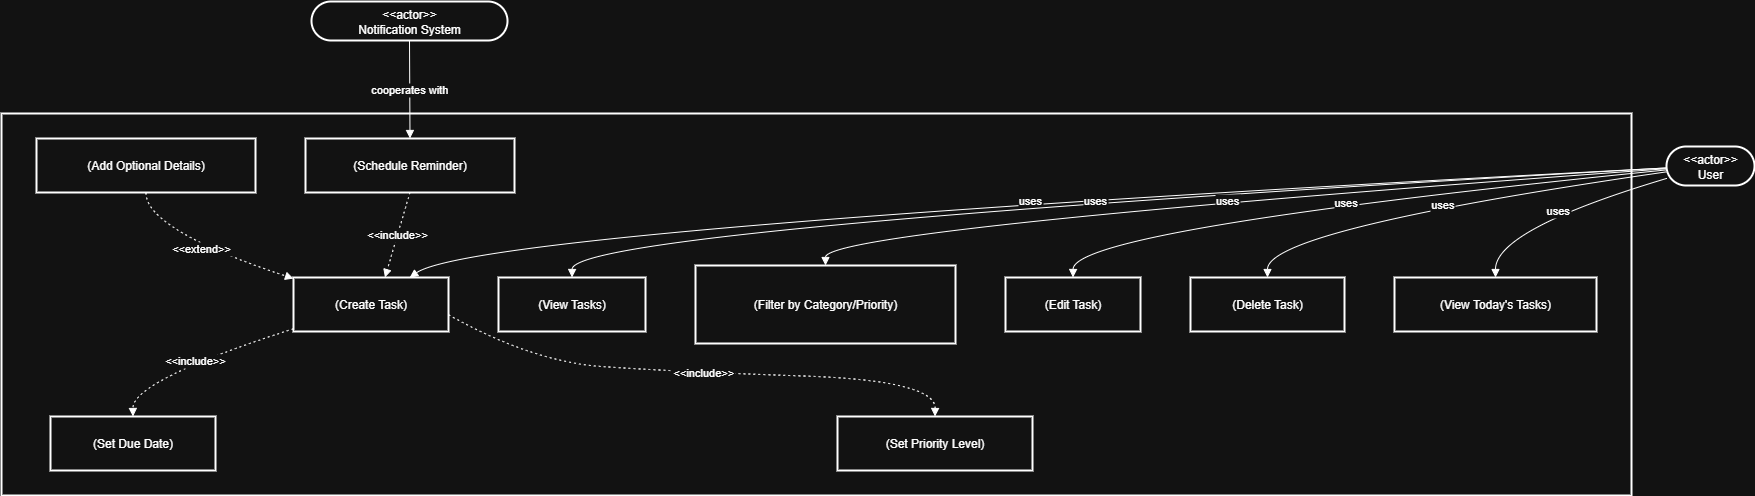 <<actor>>
Notification System
cooperates with
(Add Optional Details)
(Schedule Reminder)
<<actor>>
User
uses
uses
uses
uses
uses
uses
<<include>>
<<extend>>
(Create Task)
(View Tasks)
(Filter by Category/Priority)
(Edit Task)
(Delete Task)
(View Today's Tasks)
<<include>>
<<include>>
(Set Due Date)
(Set Priority Level)